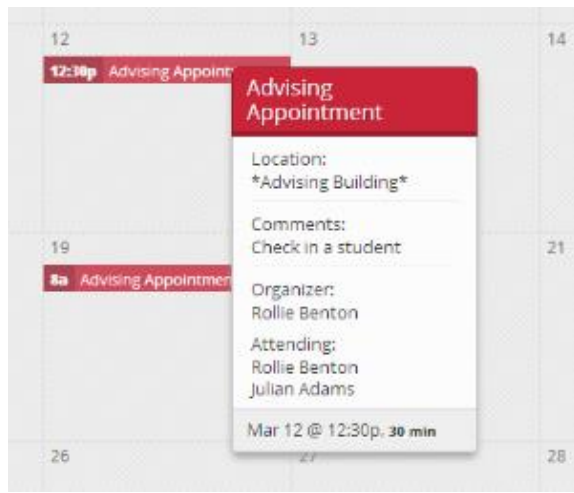 12 13 14
12:30p Advising Appoint
Advising
Appointment
Location:
*Advising Building*
Comments:
Check in a student
19 21
8a Advising Appointmen
Organizer:
Rollie Benton
Attending:
Rollie Benton
Julian Adams
Mar 12 @ 12:30p, 30 min
26 27 28